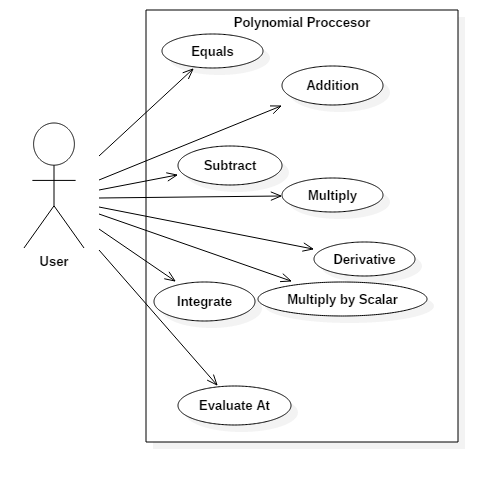 Polynomial Proccesor
Equals
Addition
Subtract
Multiply
User
Derivative
Integrate
Multiply by Scalar
Evaluate At